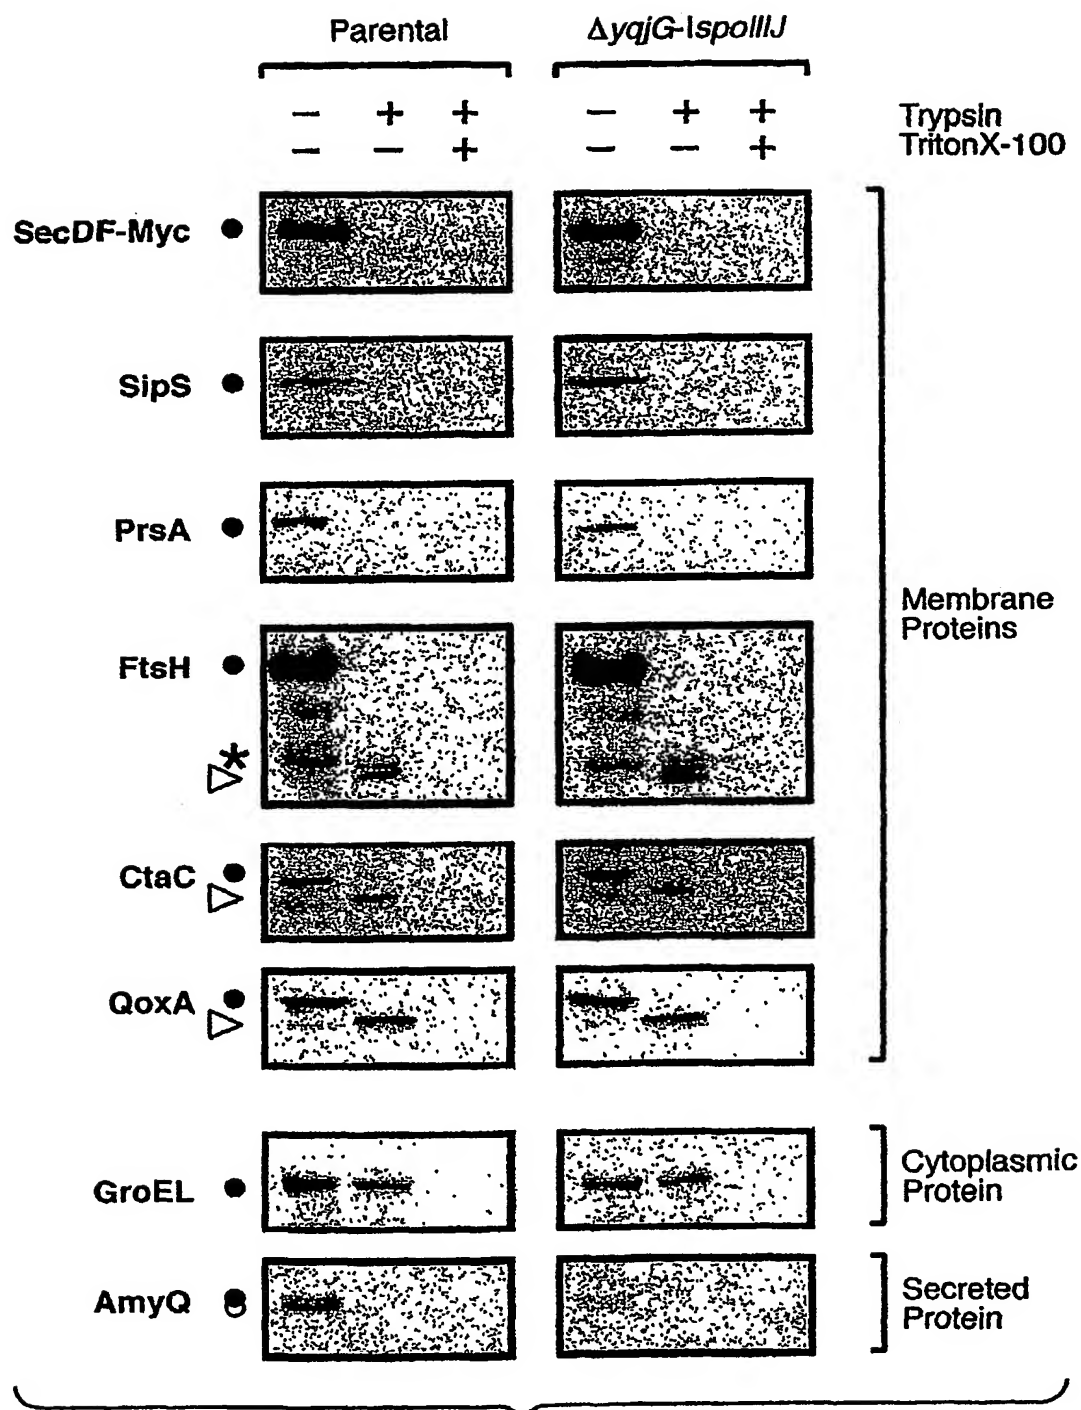 Parental ΔyqjG-IspoIIIJ
− + + − + + Trypsin
− − + − − + TritonX-100
SecDF-Myc
SipS
PrsA
Membrane
Proteins
FtsH
*
CtaC
QoxA
Cytoplasmic
Protein
GroEL
Secreted
Protein
AmyQ